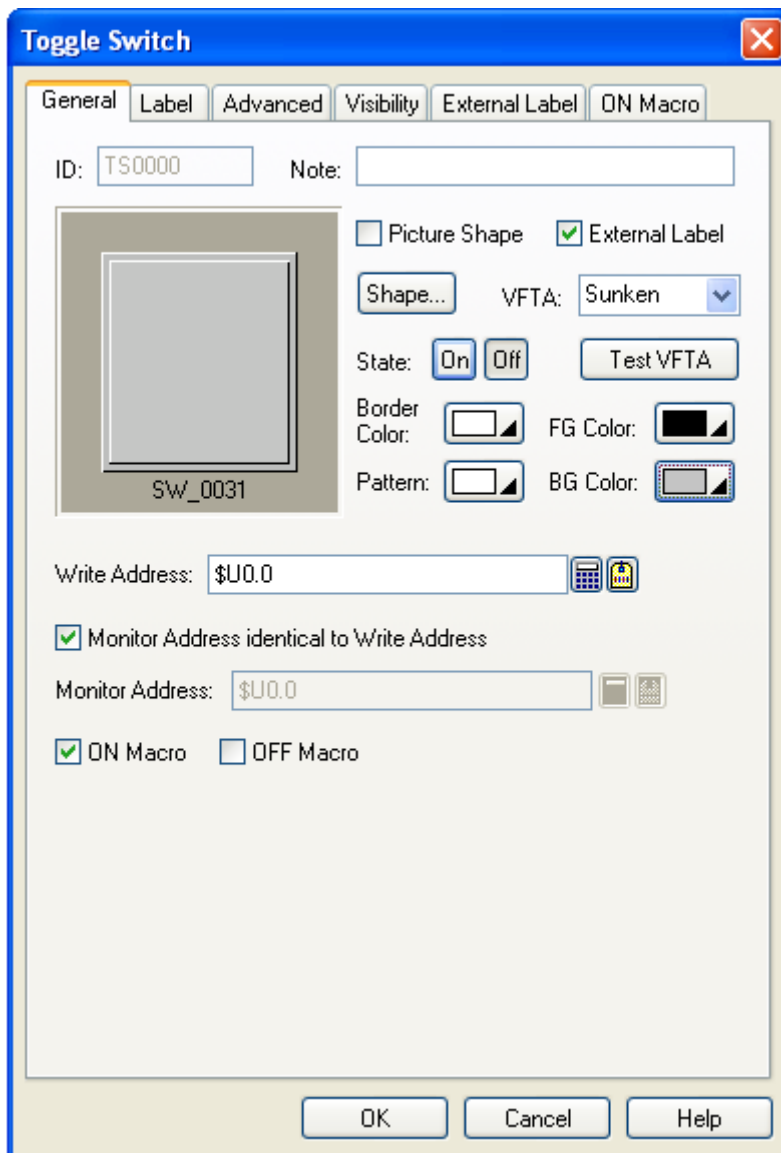 Toggle Switch
General Label Advanced Visibility External Label ON Macro
ID: TS0000 Note:
Picture Shape External Label
Shape... VFTA: Sunken
State: On Off Test VFTA
Border Color: FG Color:
Pattern: BG Color:
SW_0031
Write Address: $U0.0
Monitor Address identical to Write Address
Monitor Address: $U0.0
ON Macro OFF Macro
OK Cancel Help